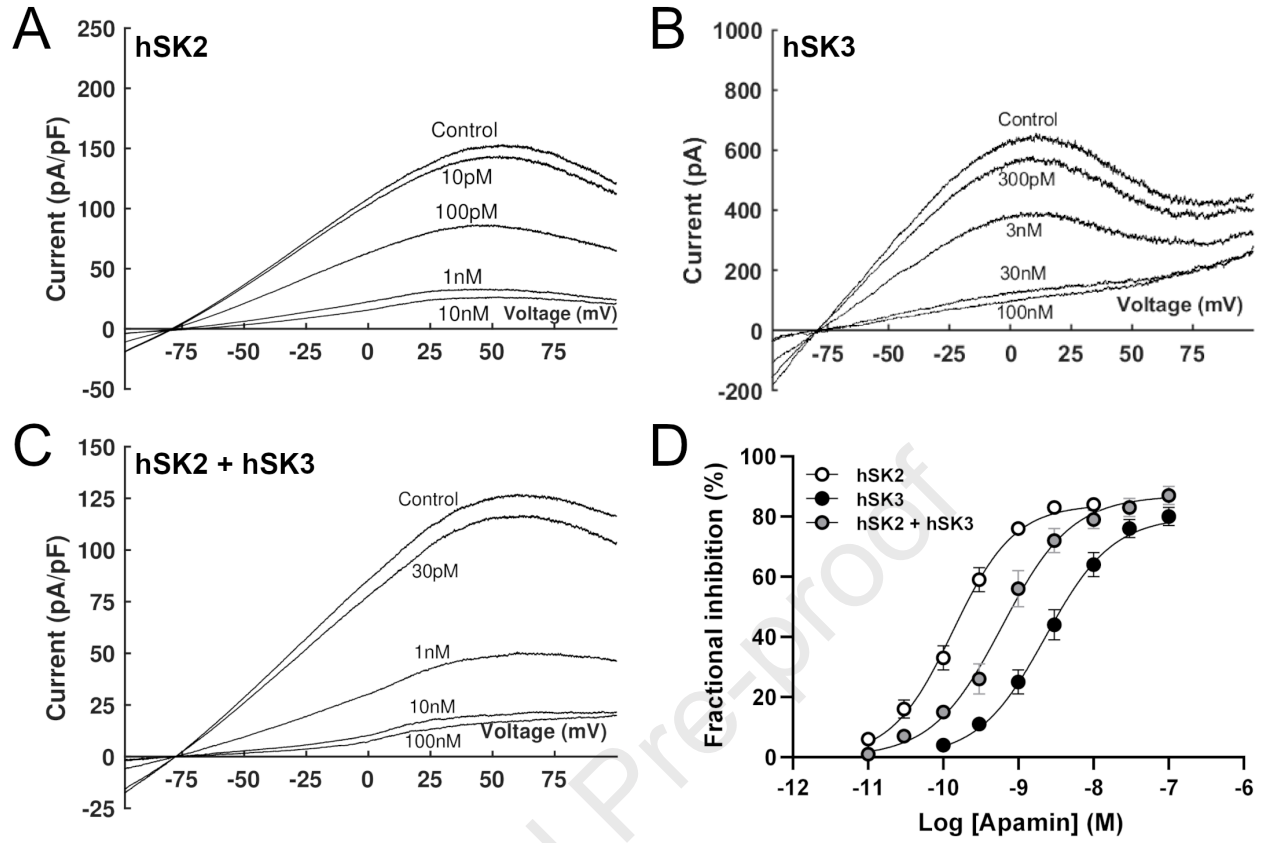 A
hSK2
250
200
150
100
50
0
-50
Current (pA/pF)
-75 -50 -25 0 25 50 75
Voltage (mV)
Control
10pM
100pM
1nM
10nM
B
hSK3
1000
800
600
400
200
0
-200
Current (pA)
-75 -50 -25 0 25 50 75
Voltage (mV)
Control
300pM
3nM
30nM
100nM
C
hSK2 + hSK3
150
125
100
75
50
25
0
-25
Current (pA/pF)
-75 -50 -25 0 25 50 75
Voltage (mV)
Control
30pM
1nM
10nM
100nM
D
100
80
60
40
20
0
Fractional inhibition (%)
hSK2
hSK3
hSK2 + hSK3
-12 -11 -10 -9 -8 -7 -6
Log [Apamin] (M)
Pre-proof